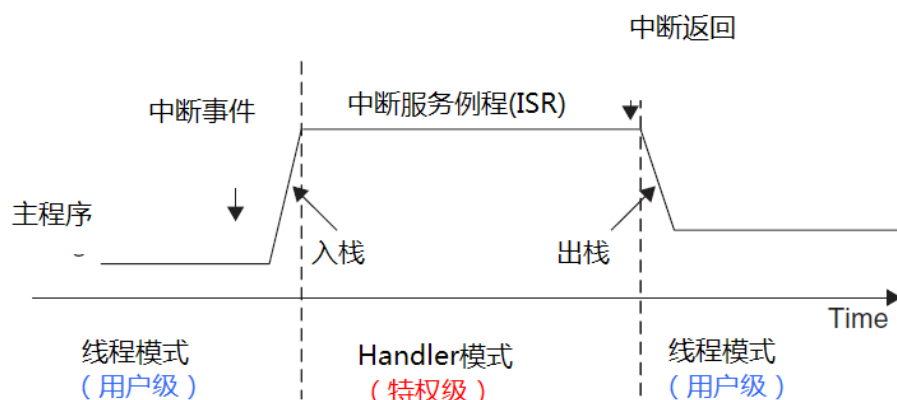 中断返回
中断事件
中断服务例程(ISR)
主程序
入栈
出栈
Time
线程模式
（用户级）
Handler模式
（特权级）
线程模式
（用户级）